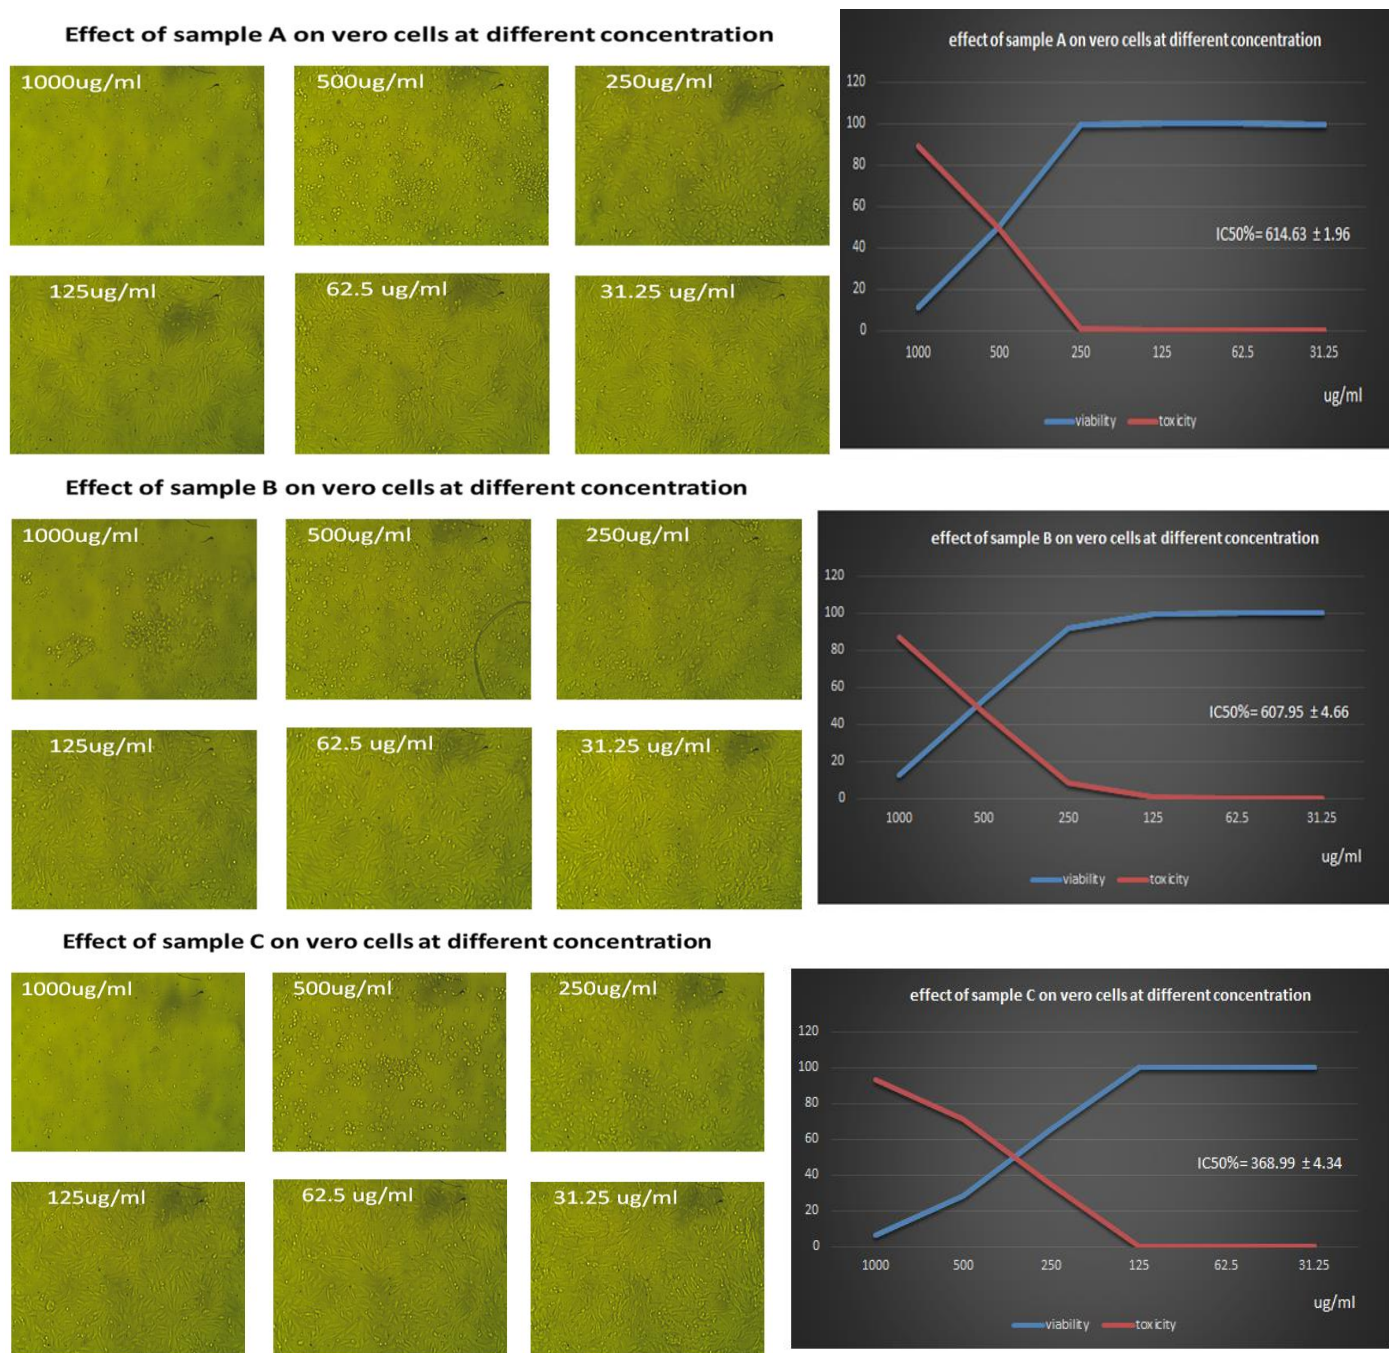 Effect of sample A on vero cells at different concentration
1000ug/ml
500ug/ml
250ug/ml
125ug/ml
62.5 ug/ml
31.25 ug/ml
effect of sample A on vero cells at different concentration
120
100
80
60
40
20
0
1000
500
250
125
62.5
31.25
IC50%= 614.63 ± 1.96
ug/ml
viability
toxicity
Effect of sample B on vero cells at different concentration
1000ug/ml
500ug/ml
250ug/ml
125ug/ml
62.5 ug/ml
31.25 ug/ml
effect of sample B on vero cells at different concentration
120
100
80
60
40
20
0
1000
500
250
125
62.5
31.25
IC50%= 607.95 ± 4.66
ug/ml
viability
toxicity
Effect of sample C on vero cells at different concentration
1000ug/ml
500ug/ml
250ug/ml
125ug/ml
62.5 ug/ml
31.25 ug/ml
effect of sample C on vero cells at different concentration
120
100
80
60
40
20
0
1000
500
250
125
62.5
31.25
IC50%= 368.99 ± 4.34
ug/ml
viability
toxicity